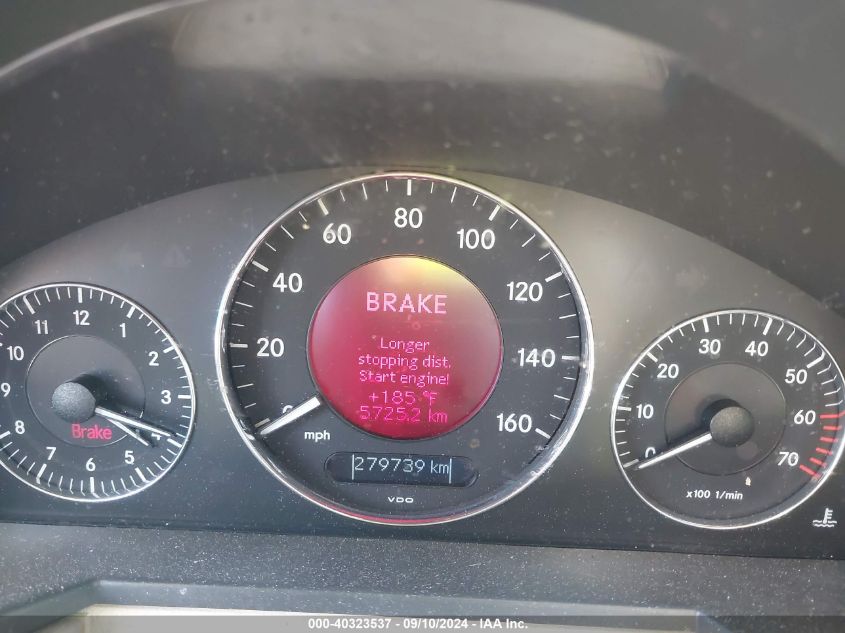 12
1
2
3
4
5
6
7
8
9
10
11
Brake
0
20
40
60
80
100
120
140
160
mph
BRAKE
Longer
stopping dist.
Start engine!
+185 °F
5725.2 km
279739 km
VDO
0
10
20
30
40
50
60
70
x100 1/min
000-40323537 - 09/10/2024 - IAA Inc.